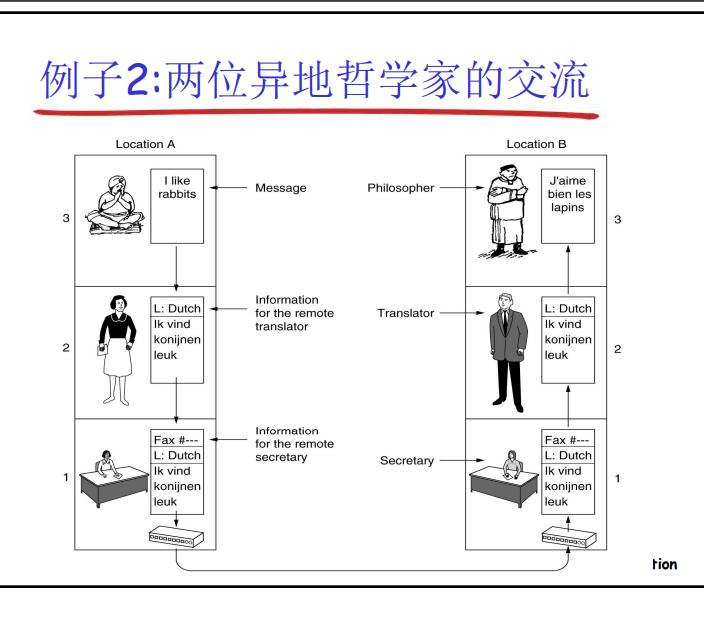 例子2:两位异地哲学家的交流
Location A
3
I like
rabbits
Message
2
L: Dutch
Ik vind
konijnen
leuk
Information
for the remote
translator
1
Fax #---
L: Dutch
Ik vind
konijnen
leuk
Information
for the remote
secretary
Location B
Philosopher
J'aime
bien les
lapins
3
Translator
L: Dutch
Ik vind
konijnen
leuk
2
Secretary
Fax #---
L: Dutch
Ik vind
konijnen
leuk
1
tion